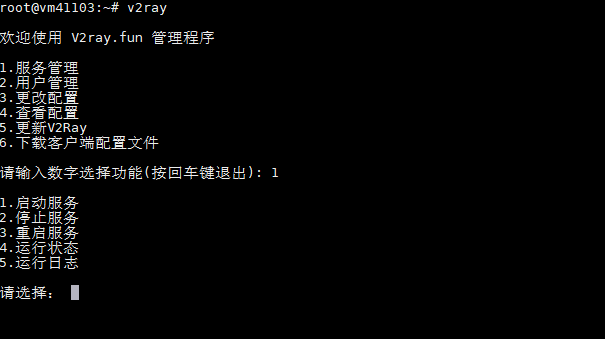 root@vm41103:~# v2ray
欢迎使用 V2ray.fun 管理程序
1.服务管理
2.用户管理
3.更改配置
4.查看配置
5.更新V2Ray
6.下载客户端配置文件
请输入数字选择功能(按回车键退出): 1
1.启动服务
2.停止服务
3.重启服务
4.运行状态
5.运行日志
请选择：